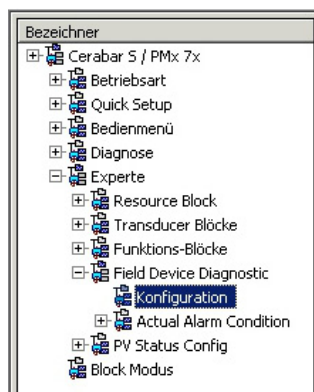 Bezeichner
Cerabar S / PMx 7x
Betriebsart
Quick Setup
Bedienmenü
Diagnose
Experte
Resource Block
Transducer Blöcke
Funktions-Blöcke
Field Device Diagnostic
Konfiguration
Actual Alarm Condition
PV Status Config
Block Modus